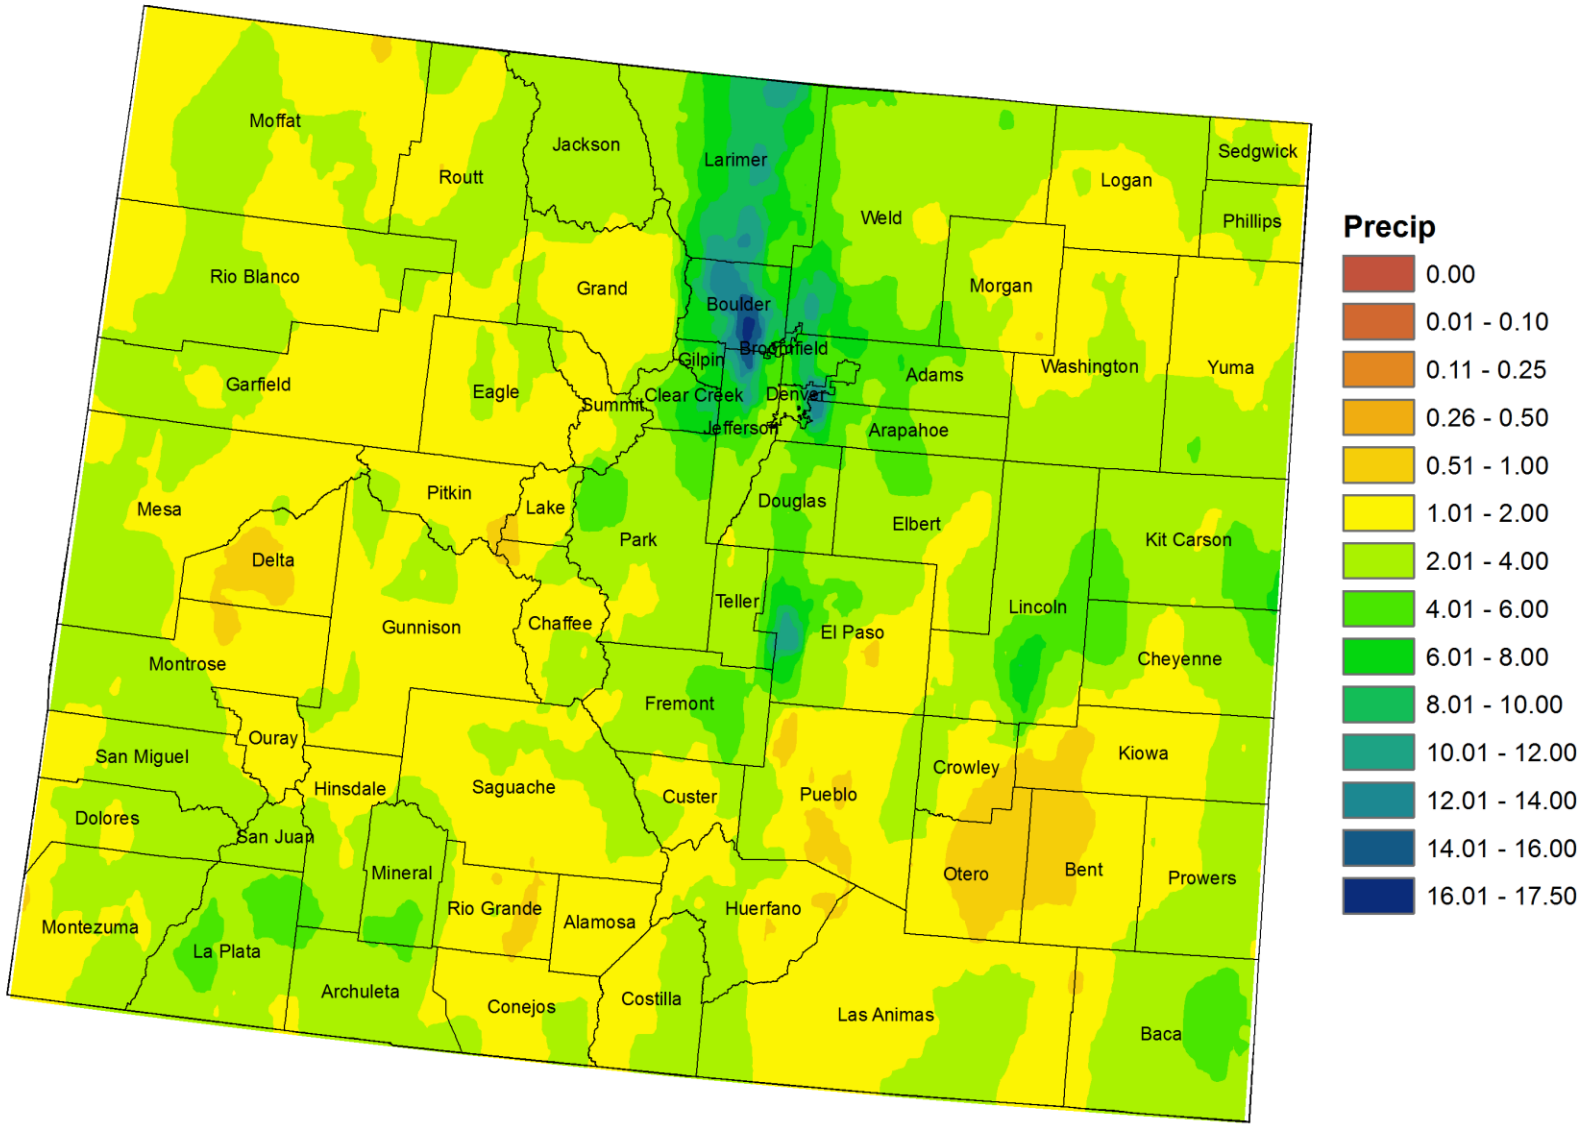 Moffat
Routt
Jackson
Larimer
Weld
Logan
Sedgwick
Phillips
Rio Blanco
Grand
Boulder
Morgan
Washington
Yuma
Garfield
Eagle
Summit
Gilpin
Clear Creek
Broomfield
Jefferson
Denver
Adams
Arapahoe
Mesa
Pitkin
Lake
Park
Douglas
Elbert
Kit Carson
Delta
Gunnison
Chaffee
Teller
El Paso
Lincoln
Cheyenne
Montrose
Fremont
Ouray
San Miguel
Hinsdale
Saguache
Custer
Pueblo
Crowley
Kiowa
Dolores
San Juan
Mineral
Rio Grande
Alamosa
Huerfano
Otero
Bent
Prowers
Montezuma
La Plata
Archuleta
Conejos
Costilla
Las Animas
Baca
Precip
0.00
0.01 - 0.10
0.11 - 0.25
0.26 - 0.50
0.51 - 1.00
1.01 - 2.00
2.01 - 4.00
4.01 - 6.00
6.01 - 8.00
8.01 - 10.00
10.01 - 12.00
12.01 - 14.00
14.01 - 16.00
16.01 - 17.50